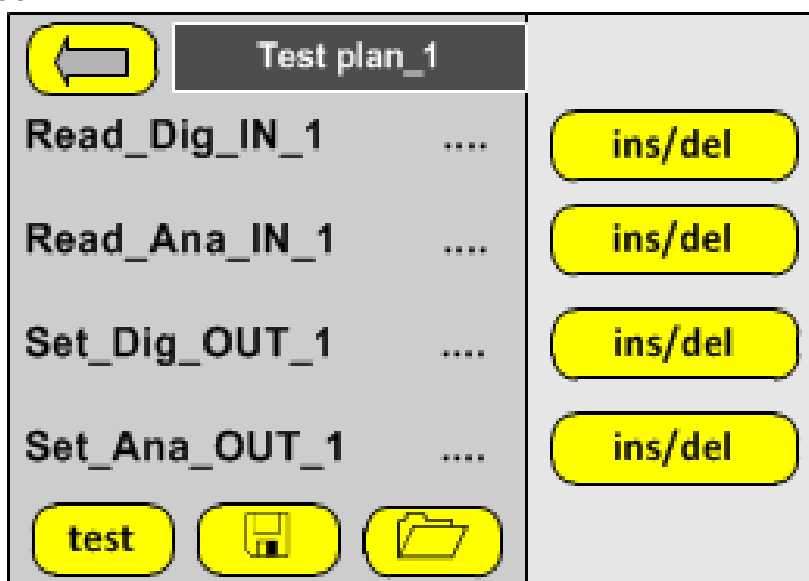 Test plan_1
Read_Dig_IN_1 .... ins/del
Read_Ana_IN_1 .... ins/del
Set_Dig_OUT_1 .... ins/del
Set_Ana_OUT_1 .... ins/del
test